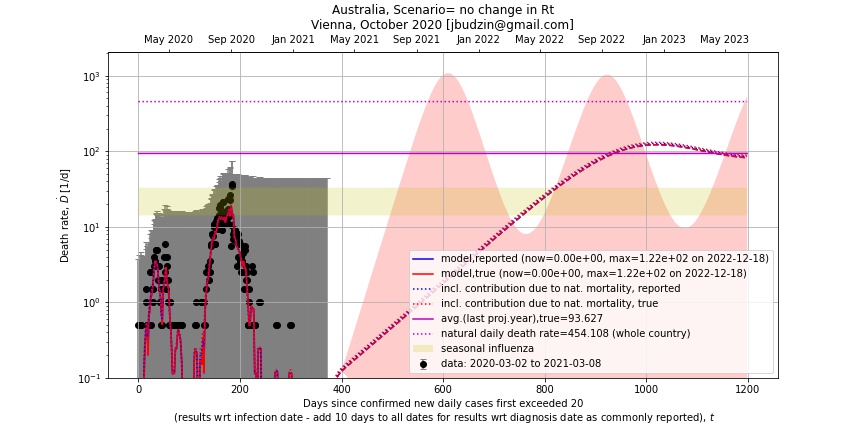 Australia, Scenario= no change in Rt
Vienna, October 2020 [jbudzin@gmail.com]
May 2020 Sep 2020 Jan 2021 May 2021 Sep 2021 Jan 2022 May 2022 Sep 2022 Jan 2023 May 2023
Death rate, D [1/d]
10³
10²
10¹
10⁰
10⁻¹
model,reported (now=0.00e+00, max=1.22e+02 on 2022-12-18)
model,true (now=0.00e+00, max=1.22e+02 on 2022-12-18)
incl. contribution due to nat. mortality, reported
incl. contribution due to nat. mortality, true
avg.(last proj.year),true=93.627
natural daily death rate=454.108 (whole country)
seasonal influenza
data: 2020-03-02 to 2021-03-08
0 200 400 600 800 1000 1200
Days since confirmed new daily cases first exceeded 20
(results wrt infection date - add 10 days to all dates for results wrt diagnosis date as commonly reported), t